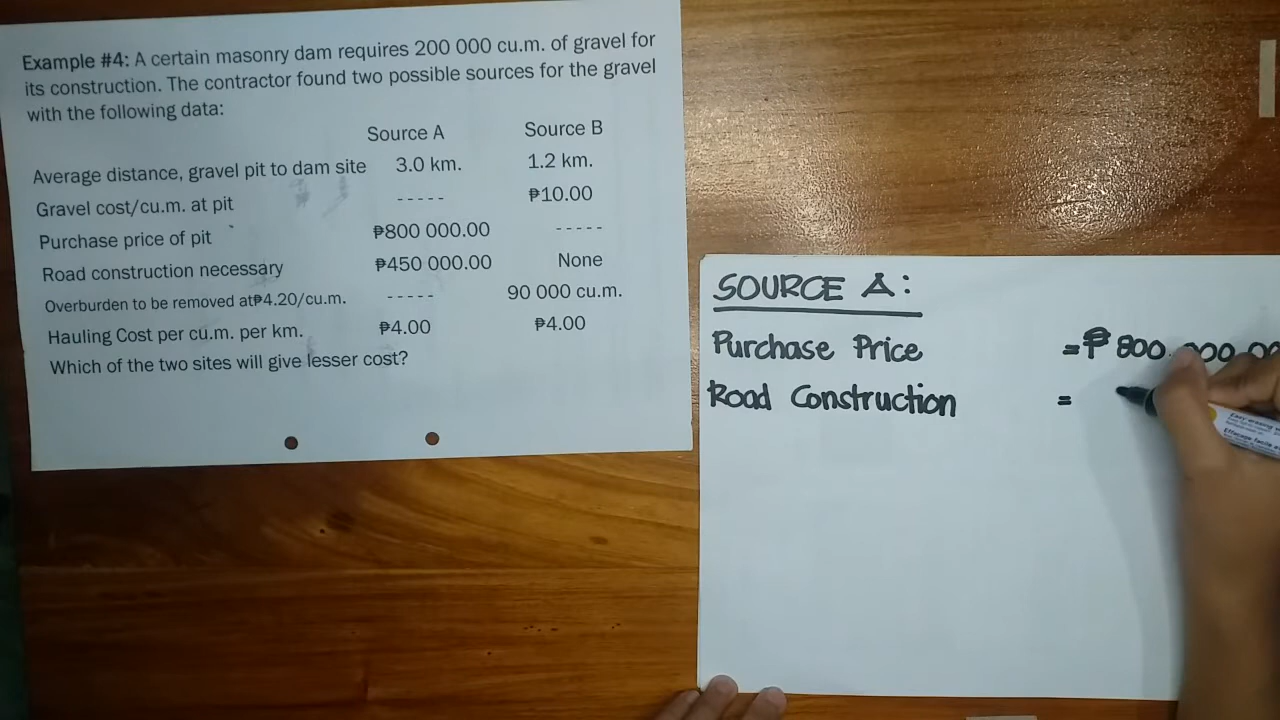 Example #4: A certain masonry dam requires 200 000 cu.m. of gravel for
its construction. The contractor found two possible sources for the gravel
with the following data:
Source A Source B
Average distance, gravel pit to dam site 3.0 km. 1.2 km.
Gravel cost/cu.m. at pit ----- ₱10.00
Purchase price of pit ₱800 000.00 -----
Road construction necessary ₱450 000.00 None
Overburden to be removed at₱4.20/cu.m. ----- 90 000 cu.m.
Hauling Cost per cu.m. per km. ₱4.00 ₱4.00
Which of the two sites will give lesser cost?
SOURCE A:
Purchase Price = ₱ 800 000.00
Road Construction =